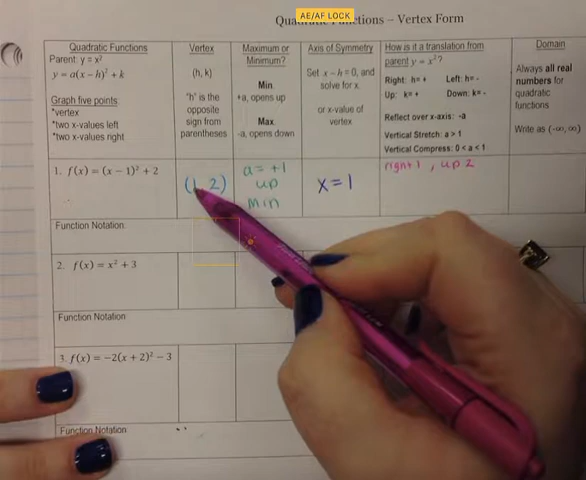 AE/AF LOCK
Quadratic Functions – Vertex Form
Quadratic Functions
Parent: y = x²
y = a(x − h)² + k
Graph five points:
*vertex
*two x-values left
*two x-values right
Vertex
(h, k)
"h" is the
opposite
sign from
parentheses
Maximum or
Minimum?
Min
+a, opens up
Max
-a, opens down
Axis of Symmetry
Set x − h = 0, and
solve for x.
or x-value of
vertex
How is it a translation from
parent y = x²?
Right: h= + Left: h= -
Up: k= + Down: k= -
Reflect over x-axis: -a
Vertical Stretch: a > 1
Vertical Compress: 0 < a < 1
Domain
Always all real
numbers for
quadratic
functions
Write as (-∞,∞)
1. f(x) = (x − 1)² + 2
(1, 2)
a = +1
up
min
x = 1
right 1, up 2
Function Notation:
2. f(x) = x² + 3
Function Notation
3. f(x) = −2(x + 2)² − 3
Function Notation: